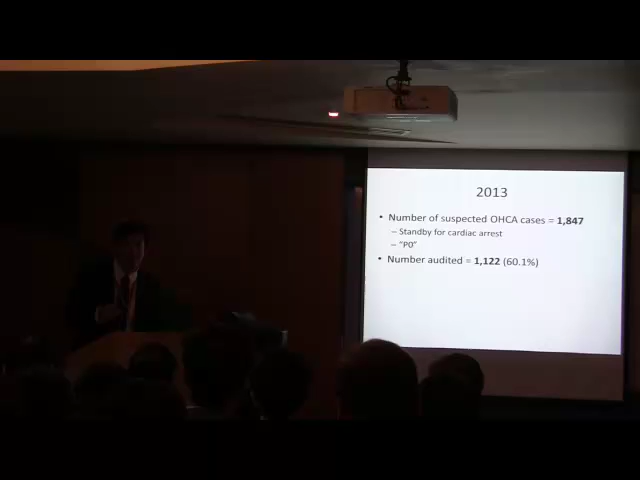 2013
• Number of suspected OHCA cases = 1,847
– Standby for cardiac arrest
– "P0"
• Number audited = 1,122 (60.1%)